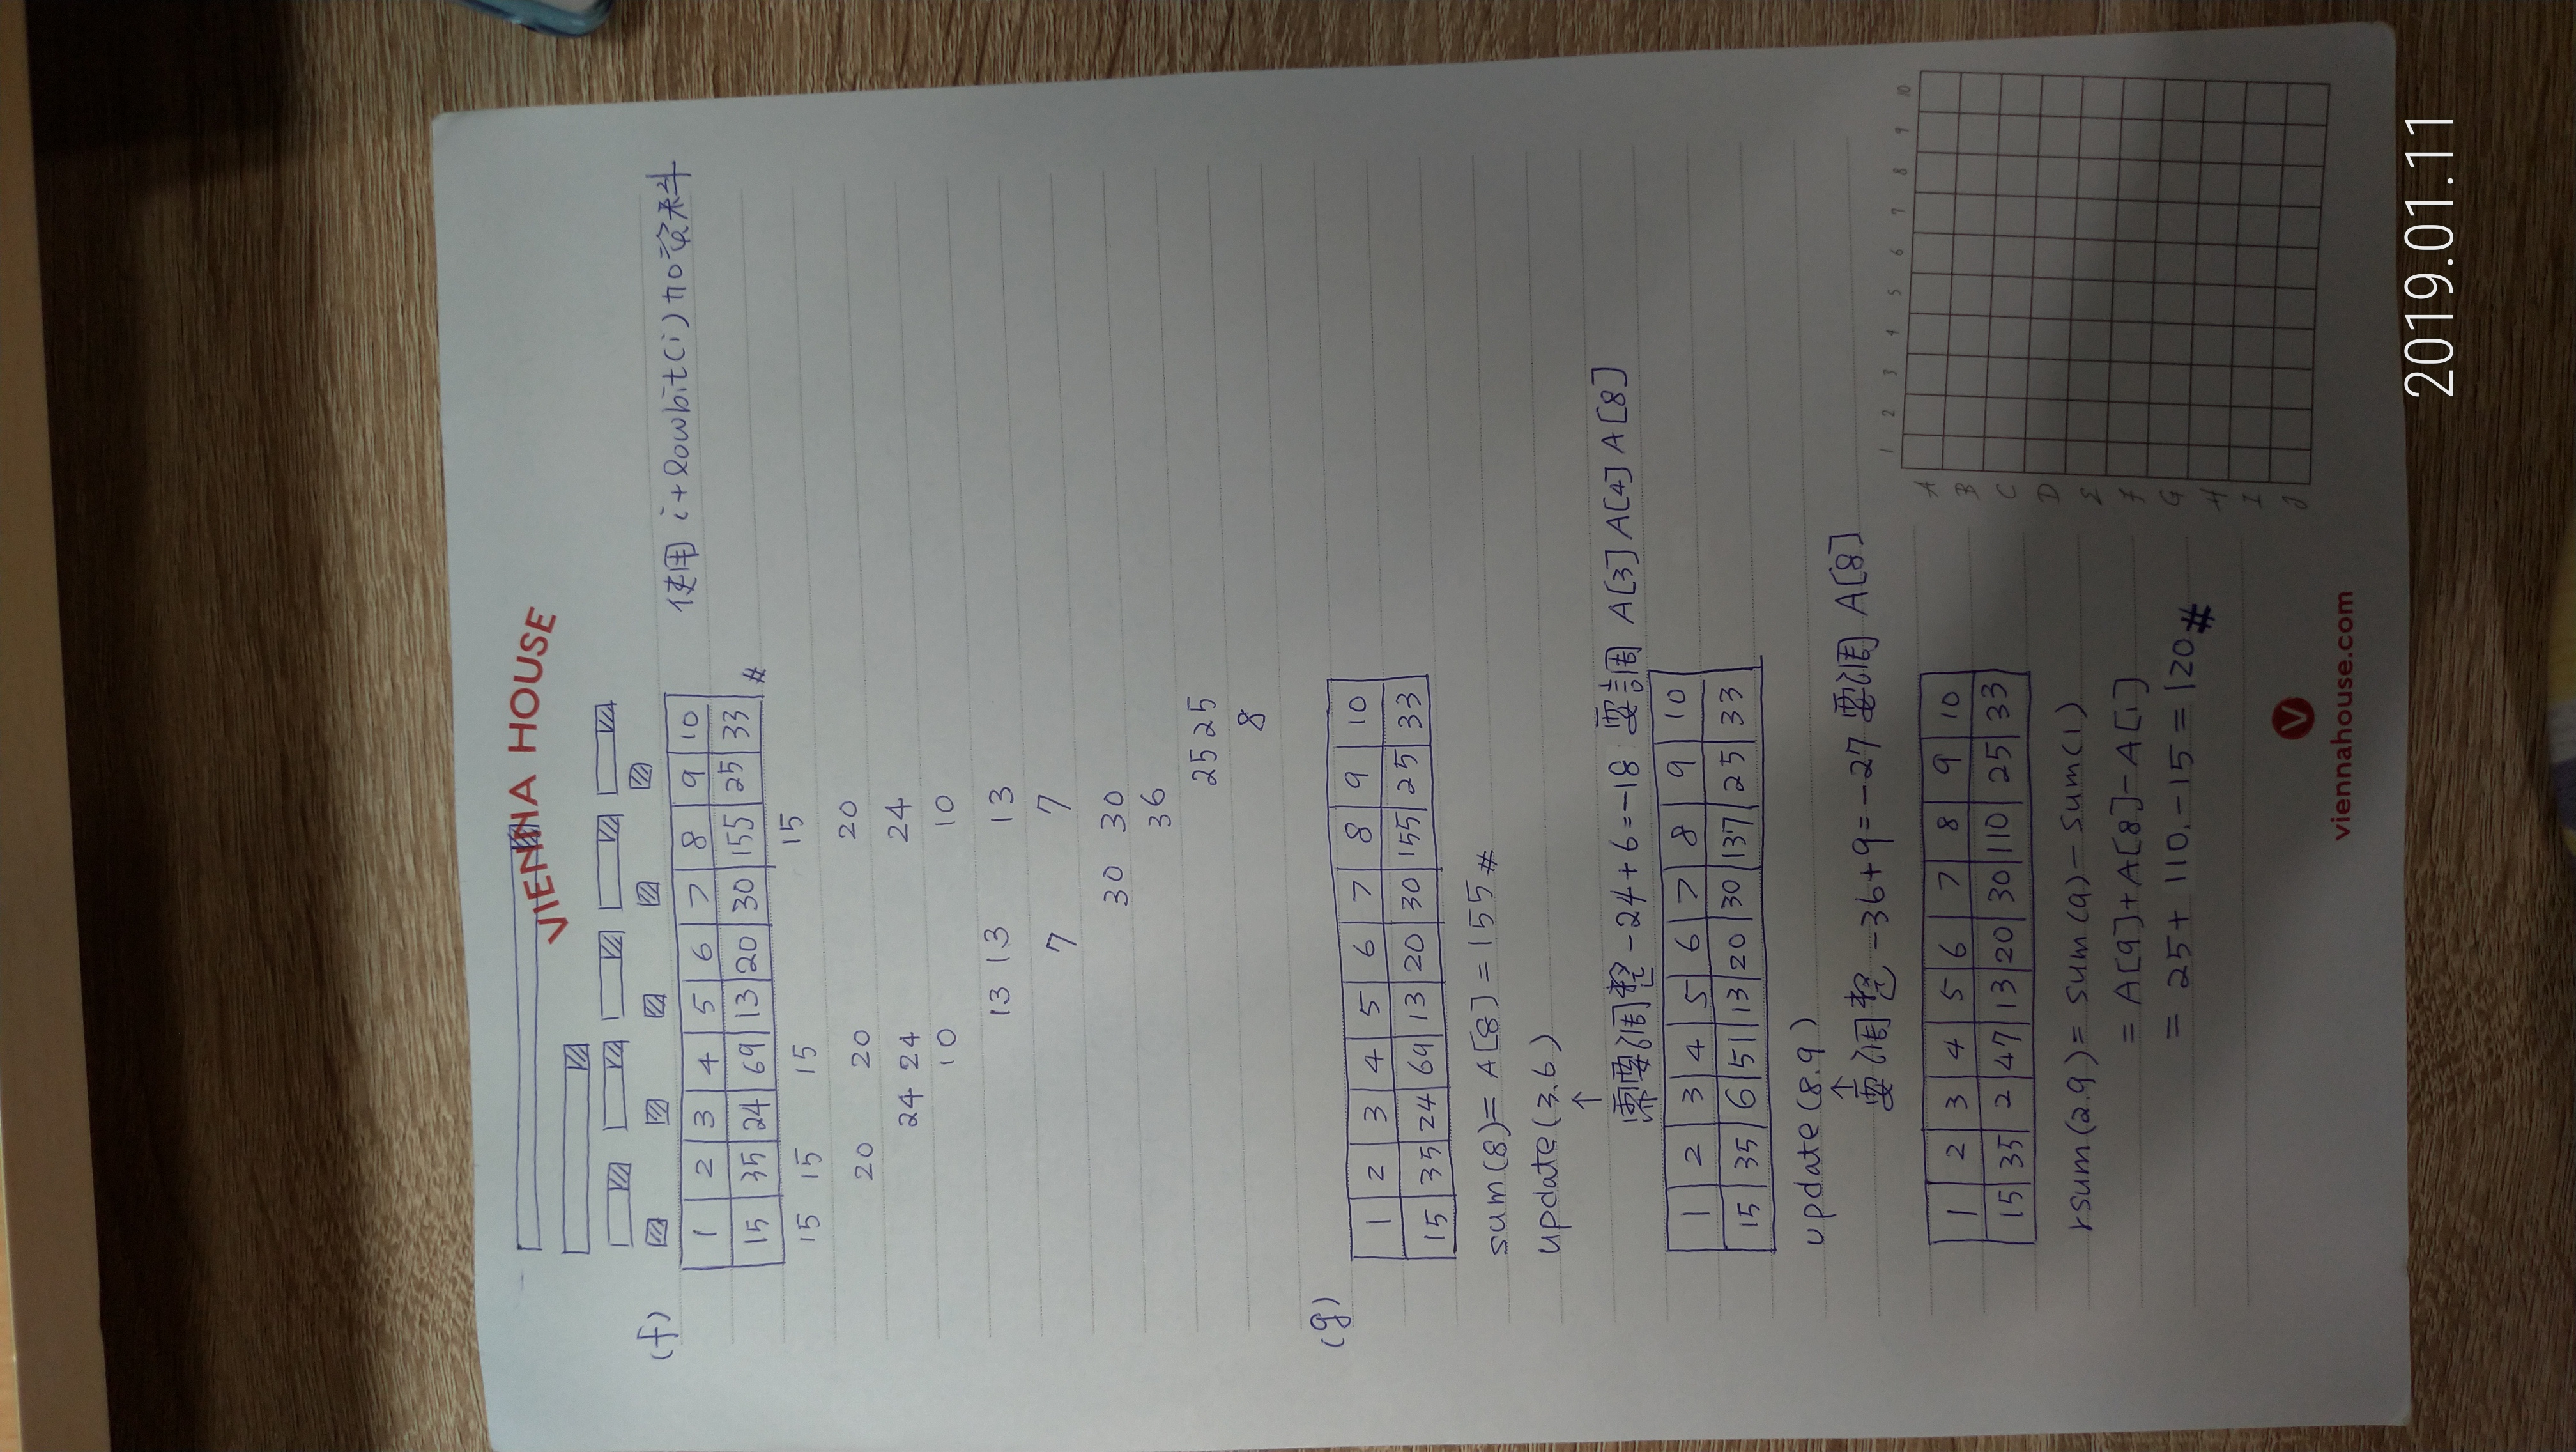 VIENNA HOUSE
(f)
1 2 3 4 5 6 7 8 9 10
使用 i+lowbit(i) 加資料
15 35 24 69 13 20 30 155 25 33 #
15 15 15 15
20 20 20
24 24 24
10 10
13 13 13
7 7
30 30
36
25 25
8
(g)
1 2 3 4 5 6 7 8 9 10
15 35 24 69 13 20 30 155 25 33
sum(8)= A[8] = 155 #
update(3.6)
↑
需要調整 -24+6=-18 要調 A[3] A[4] A[8]
1 2 3 4 5 6 7 8 9 10
15 35 6 51 13 20 30 137 25 33
update(8.9)
↑
要調整 -36+9=-27 要調 A[8]
1 2 3 4 5 6 7 8 9 10
15 35 2 47 13 20 30 110 25 33
rsum(2.9)= sum(9)-sum(1)
= A[9]+A[8]-A[1]
= 25+ 110.-15=120 #
1 2 3 4 5 6 7 8 9 10
A
B
C
D
E
F
G
H
I
J
V
viennahouse.com
2019.01.11